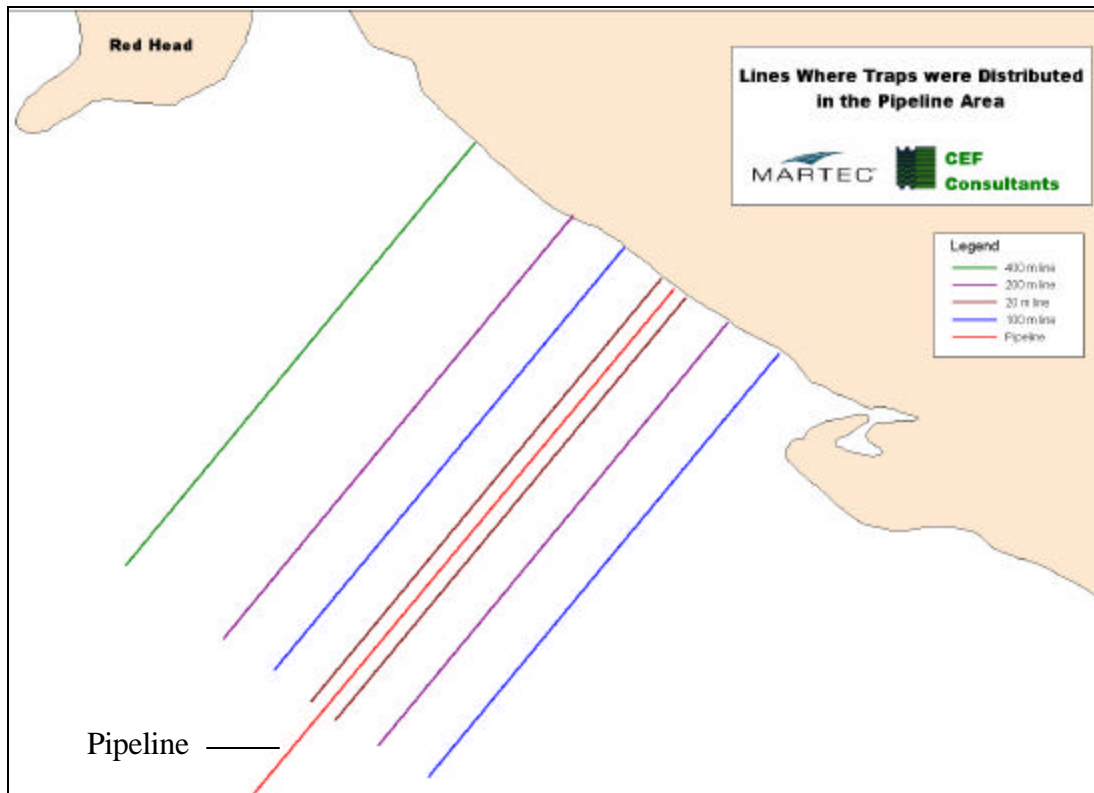 Red Head
Lines Where Traps were Distributed
in the Pipeline Area
MARTEC
CEF
Consultants
Legend
400 m line
200 m line
20 m line
100 m line
Pipeline
Pipeline